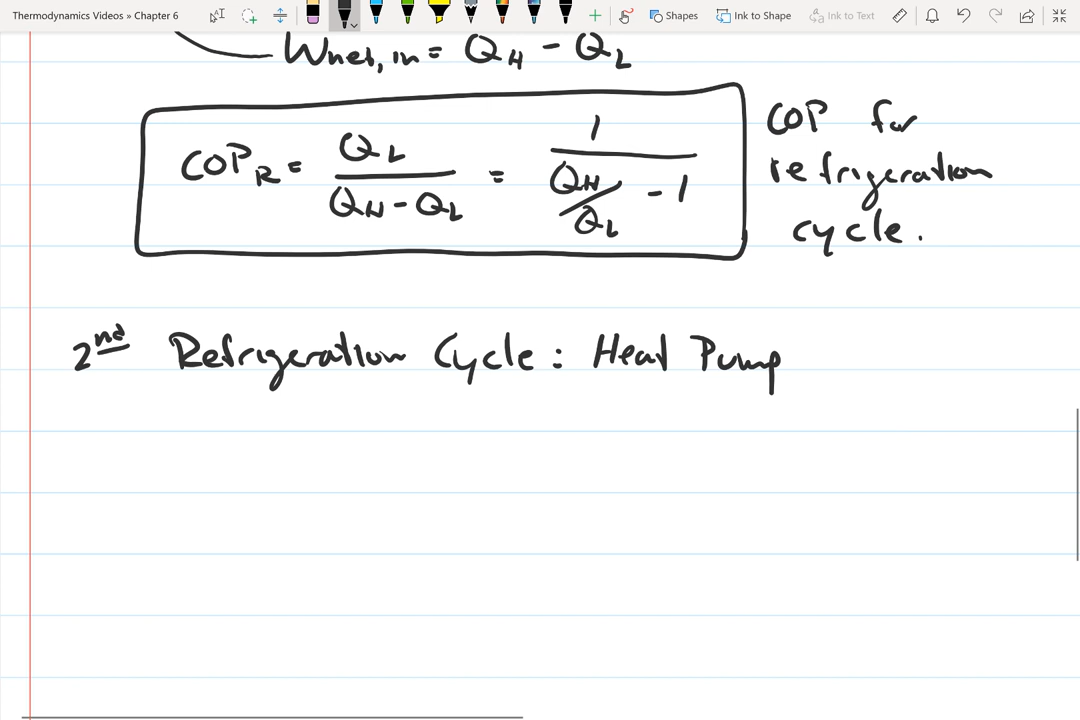 Thermodynamics Videos » Chapter 6
Shapes
Ink to Shape
Ink to Text
Wnet, in = QH - QL
COPR = QL / (QH - QL) = 1 / (QH/QL - 1)
COP for
refrigeration
cycle.
2nd Refrigeration Cycle: Heat Pump